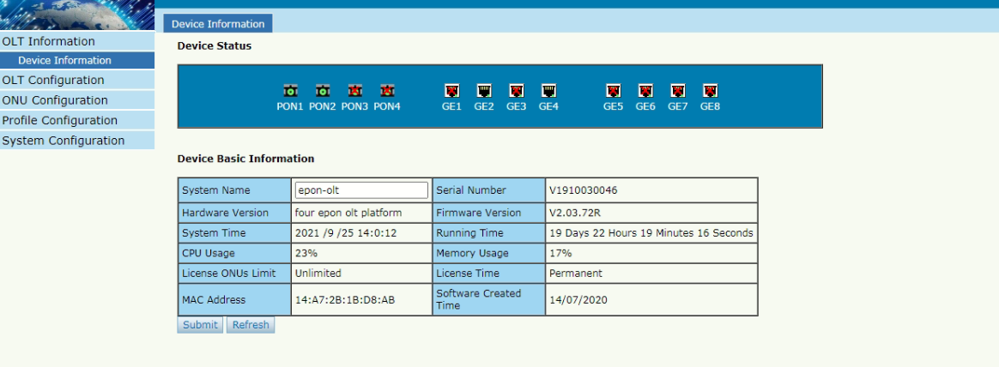 Device Information
OLT Information
Device Information
OLT Configuration
ONU Configuration
Profile Configuration
System Configuration
Device Status
PON1 PON2 PON3 PON4 GE1 GE2 GE3 GE4 GE5 GE6 GE7 GE8
Device Basic Information
System Name epon-olt Serial Number V1910030046
Hardware Version four epon olt platform Firmware Version V2.03.72R
System Time 2021 /9 /25 14:0:12 Running Time 19 Days 22 Hours 19 Minutes 16 Seconds
CPU Usage 23% Memory Usage 17%
License ONUs Limit Unlimited License Time Permanent
MAC Address 14:A7:2B:1B:D8:AB Software Created
Time 14/07/2020
Submit Refresh